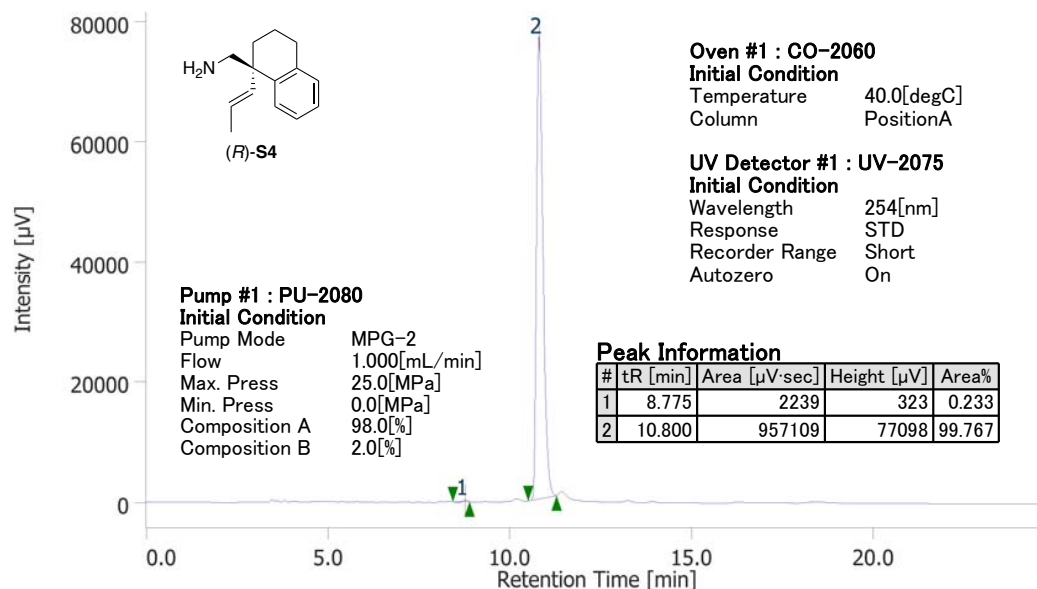 80000
60000
40000
20000
0
Intensity [µV]
H₂N
(R)-S4
2
Oven #1 : CO-2060
Initial Condition
Temperature 40.0[degC]
Column PositionA
UV Detector #1 : UV-2075
Initial Condition
Wavelength 254[nm]
Response STD
Recorder Range Short
Autozero On
Pump #1 : PU-2080
Initial Condition
Pump Mode MPG-2
Flow 1.000[mL/min]
Max. Press 25.0[MPa]
Min. Press 0.0[MPa]
Composition A 98.0[%]
Composition B 2.0[%]
Peak Information
# tR [min] Area [µV·sec] Height [µV] Area%
1 8.775 2239 323 0.233
2 10.800 957109 77098 99.767
1
0.0 5.0 10.0 15.0 20.0
Retention Time [min]